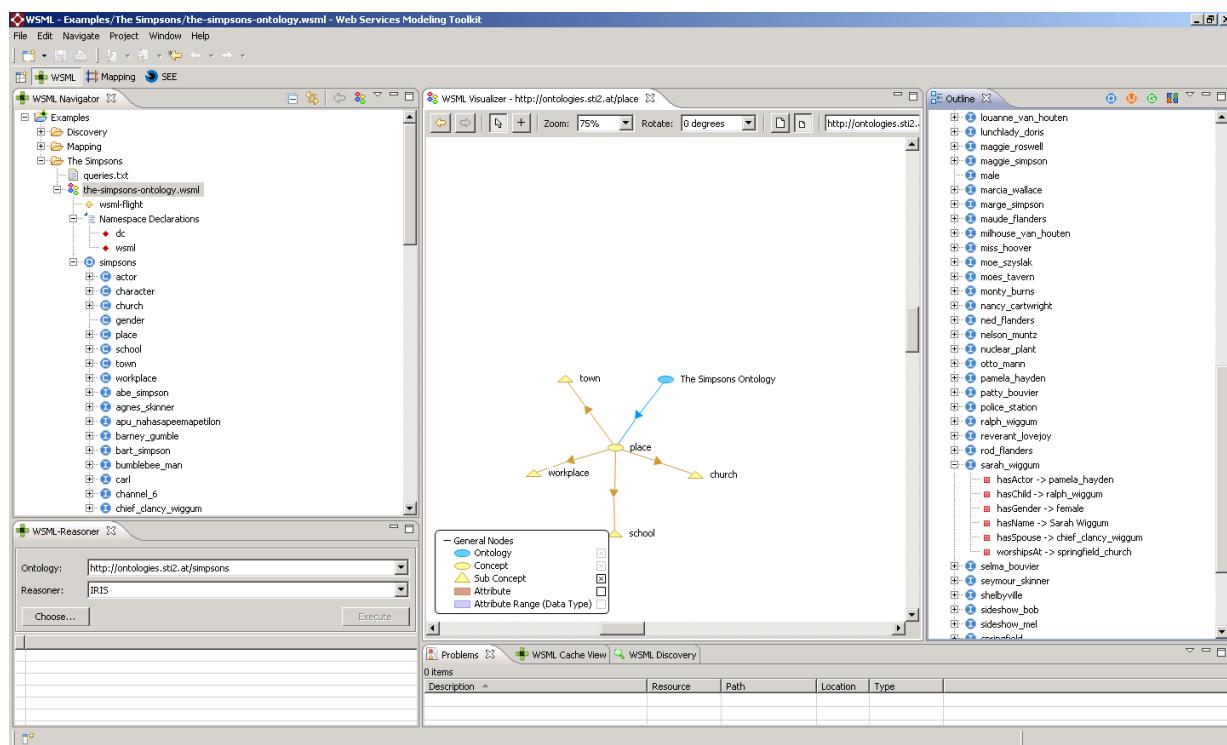 WSML - Examples/The Simpsons/the-simpsons-ontology.wsml - Web Services Modeling Toolkit
File Edit Navigate Project Window Help
WSML Mapping SEE
WSML Navigator
Examples
Discovery
Mapping
The Simpsons
queries.txt
the-simpsons-ontology.wsml
wsml-flight
Namespace Declarations
dc
wsml
simpsons
actor
character
church
gender
place
school
town
workplace
abe_simpson
agnes_skinner
apu_nahasapeemapetilon
barney_gumble
bart_simpson
bumblebee_man
carl
channel_6
chief_clancy_wiggum
WSML-Reasoner
Ontology: http://ontologies.sti2.at/simpsons
Reasoner: IRIS
Choose... Execute
WSML Visualizer - http://ontologies.sti2.at/place
Zoom: 75% Rotate: 0 degrees http://ontologies.sti2.
town
The Simpsons Ontology
place
workplace
church
school
General Nodes
Ontology
Concept
Sub Concept
Attribute
Attribute Range (Data Type)
Problems WSML Cache View WSML Discovery
0 items
Description Resource Path Location Type
Outline
louanne_van_houten
lunchlady_doris
maggie_roswell
maggie_simpson
male
marcia_wallace
marge_simpson
maude_flanders
milhouse_van_houten
miss_hoover
moe_szyslak
moes_tavern
monty_burns
nancy_cartwright
ned_flanders
nelson_muntz
nuclear_plant
otto_mann
pamela_hayden
patty_bouvier
police_station
ralph_wiggum
reverant_lovejoy
rod_flanders
sarah_wiggum
hasActor -> pamela_hayden
hasChild -> ralph_wiggum
hasGender -> female
hasName -> Sarah Wiggum
hasSpouse -> chief_clancy_wiggum
worshipsAt -> springfield_church
selma_bouvier
seymour_skinner
shelbyville
sideshow_bob
sideshow_mel
springfield